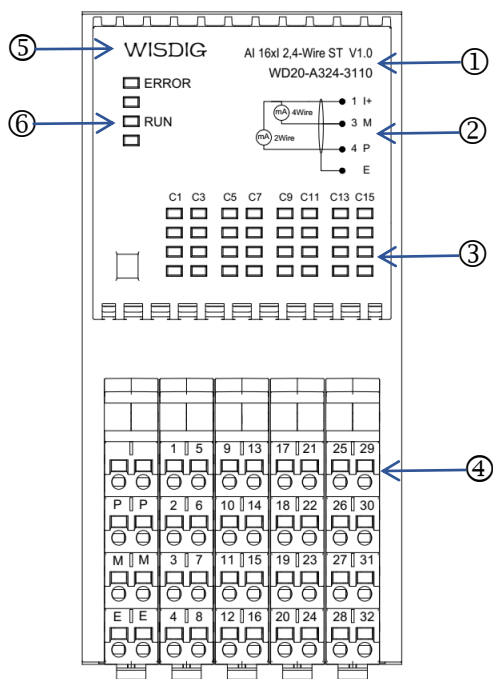 ⑤ WISDIG AI 16xI 2,4-Wire ST V1.0 ①
WD20-A324-3110
ERROR
⑥ RUN
1 I+
mA 4Wire
3 M ②
mA 2Wire
4 P
E
C1 C3 C5 C7 C9 C11 C13 C15
③
1 5 9 13 17 21 25 29 ④
P P 2 6 10 14 18 22 26 30
M M 3 7 11 15 19 23 27 31
E E 4 8 12 16 20 24 28 32